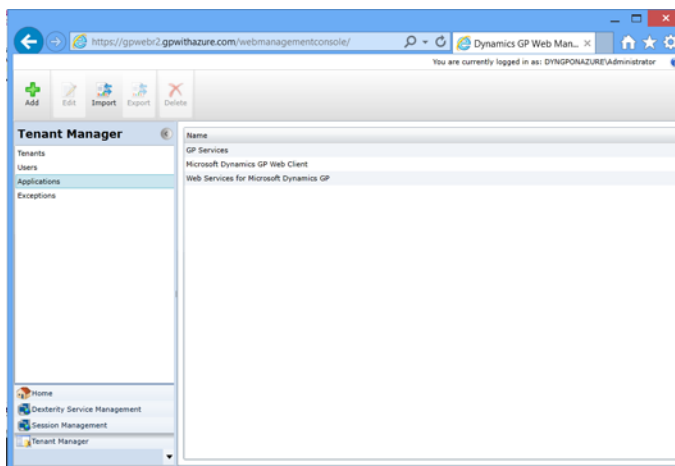 https://gpwebr2.gpwithazure.com/webmanagementconsole/
Dynamics GP Web Man...
You are currently logged in as: DYNGPONAZURE\Administrator
Add Edit Import Export Delete
Tenant Manager
Tenants
Users
Applications
Exceptions
Home
Dexterity Service Management
Session Management
Tenant Manager
Name
GP Services
Microsoft Dynamics GP Web Client
Web Services for Microsoft Dynamics GP